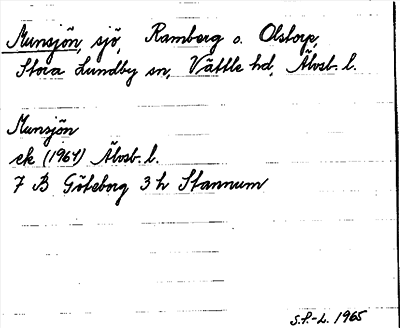 Munsjön, sjö, Ramberg o. Olstorp,
Stora Lundby sn, Vättle hd, Älvsb. l.
Munsjön
ek (1964) Älvsb. l.
7 B Göteborg 3 h Stannum
S.P.-L. 1965